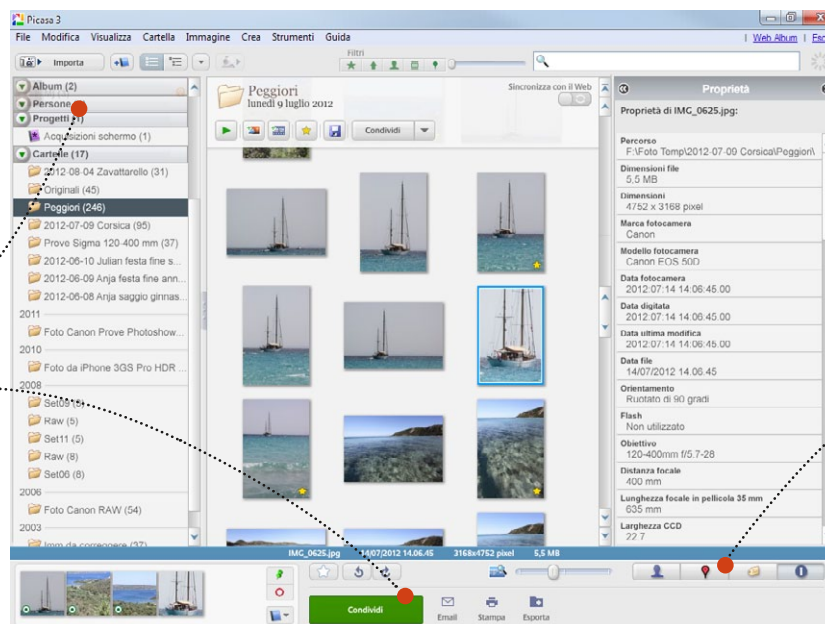 Picasa 3
File Modifica Visualizza Cartella Immagine Crea Strumenti Guida
Web Album
Importa
Filtri
Album (2)
Persone
Progetti (1)
Acquisizioni schermo (1)
Cartelle (17)
2012-08-04 Zavattarello (31)
Originali (45)
Peggiori (246)
2012-07-09 Corsica (95)
Prove Sigma 120-400 mm (37)
2012-06-10 Julian festa fine s...
2012-06-09 Anja festa fine ann...
2012-06-08 Anja saggio ginnas...
2011
Foto Canon Prove Photoshow...
2010
Foto da iPhone 3GS Pro HDR ...
2008
Set09 (5)
Raw (5)
Set11 (5)
Raw (8)
Set06 (8)
2006
Foto Canon RAW (54)
2003
Imm da correggere (37)
Peggiori
lunedì 9 luglio 2012
Sincronizza con il Web
Condividi
Proprietà
Proprietà di IMG_0625.jpg:
Percorso
F:\Foto Temp\2012-07-09 Corsica\Peggiori\
Dimensioni file
5,5 MB
Dimensioni
4752 x 3168 pixel
Marca fotocamera
Canon
Modello fotocamera
Canon EOS 50D
Data fotocamera
2012:07:14 14:06:45.00
Data digitata
2012:07:14 14:06:45.00
Data ultima modifica
2012:07:14 14:06:45.00
Data file
14/07/2012 14.06.45
Orientamento
Ruotato di 90 gradi
Flash
Non utilizzato
Obiettivo
120-400mm f/5.7-28
Distanza focale
400 mm
Lunghezza focale in pellicola 35 mm
635 mm
Larghezza CCD
22.7
IMG_0625.jpg 14/07/2012 14.06.45 3168x4752 pixel 5,5 MB
Condividi
Email Stampa Esporta